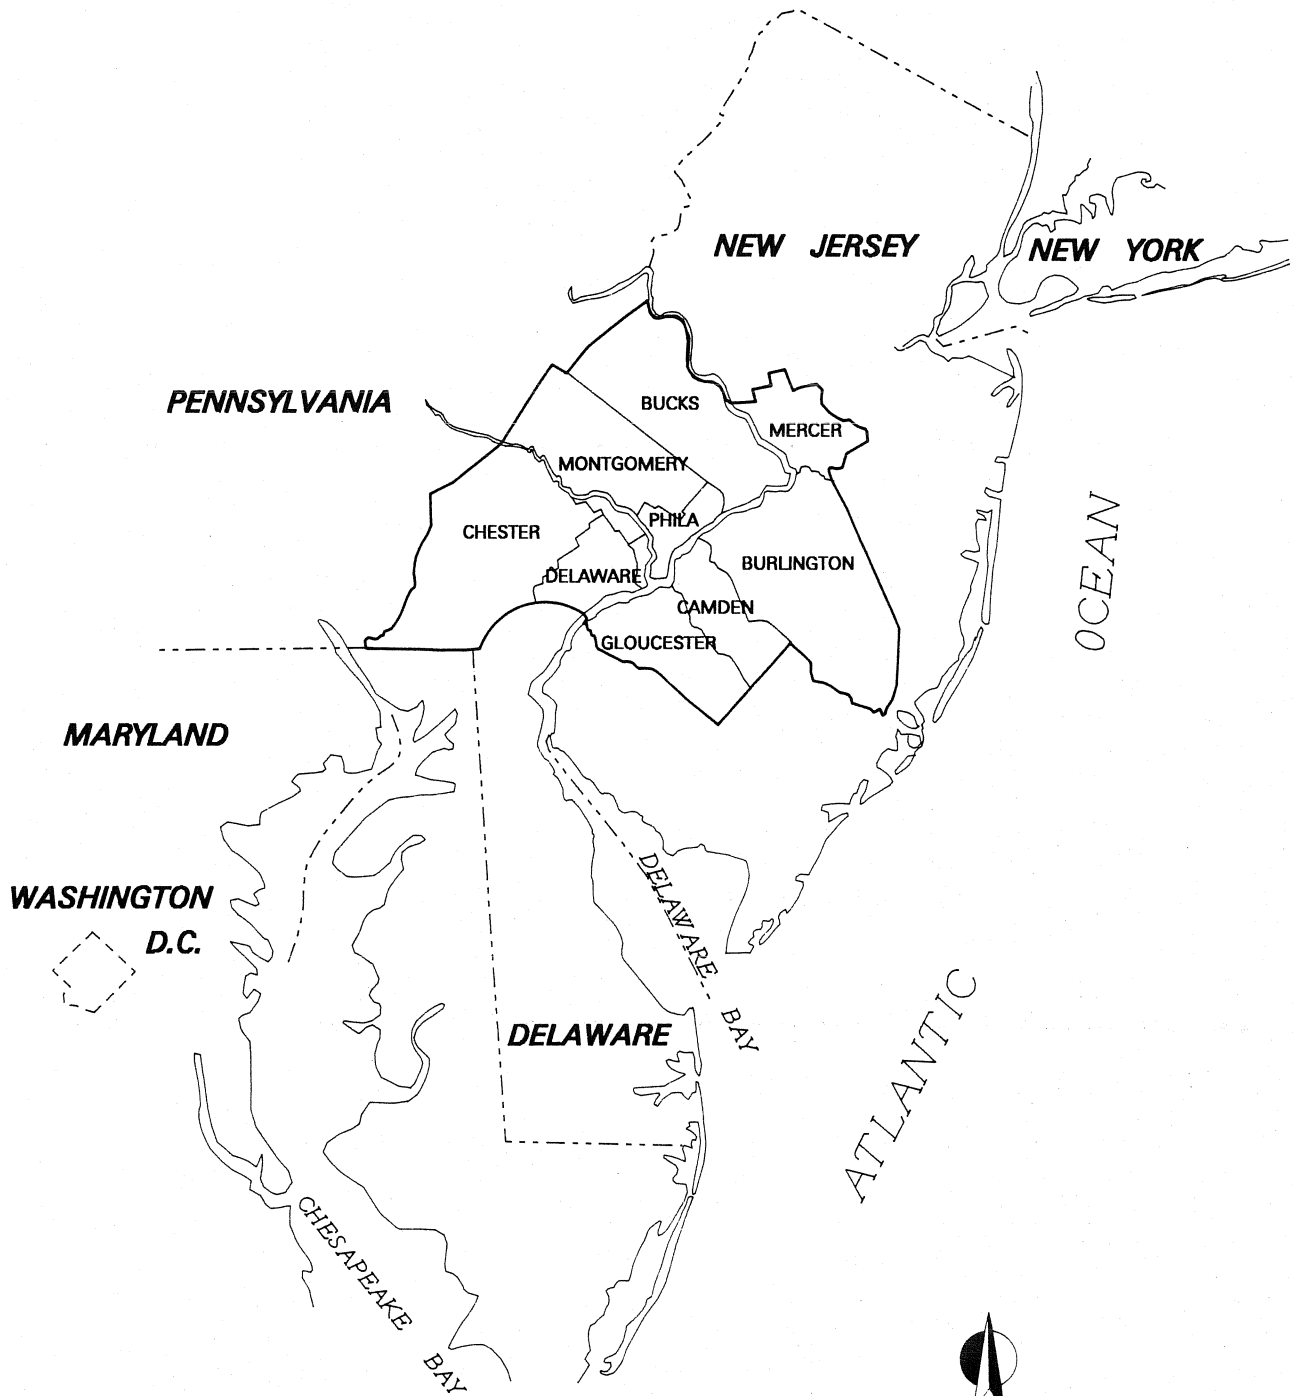 NEW JERSEY
NEW YORK
PENNSYLVANIA
BUCKS
MERCER
MONTGOMERY
PHILA
CHESTER
BURLINGTON
DELAWARE
CAMDEN
GLOUCESTER
OCEAN
MARYLAND
WASHINGTON
D.C.
DELAWARE BAY
DELAWARE
ATLANTIC
CHESAPEAKE BAY